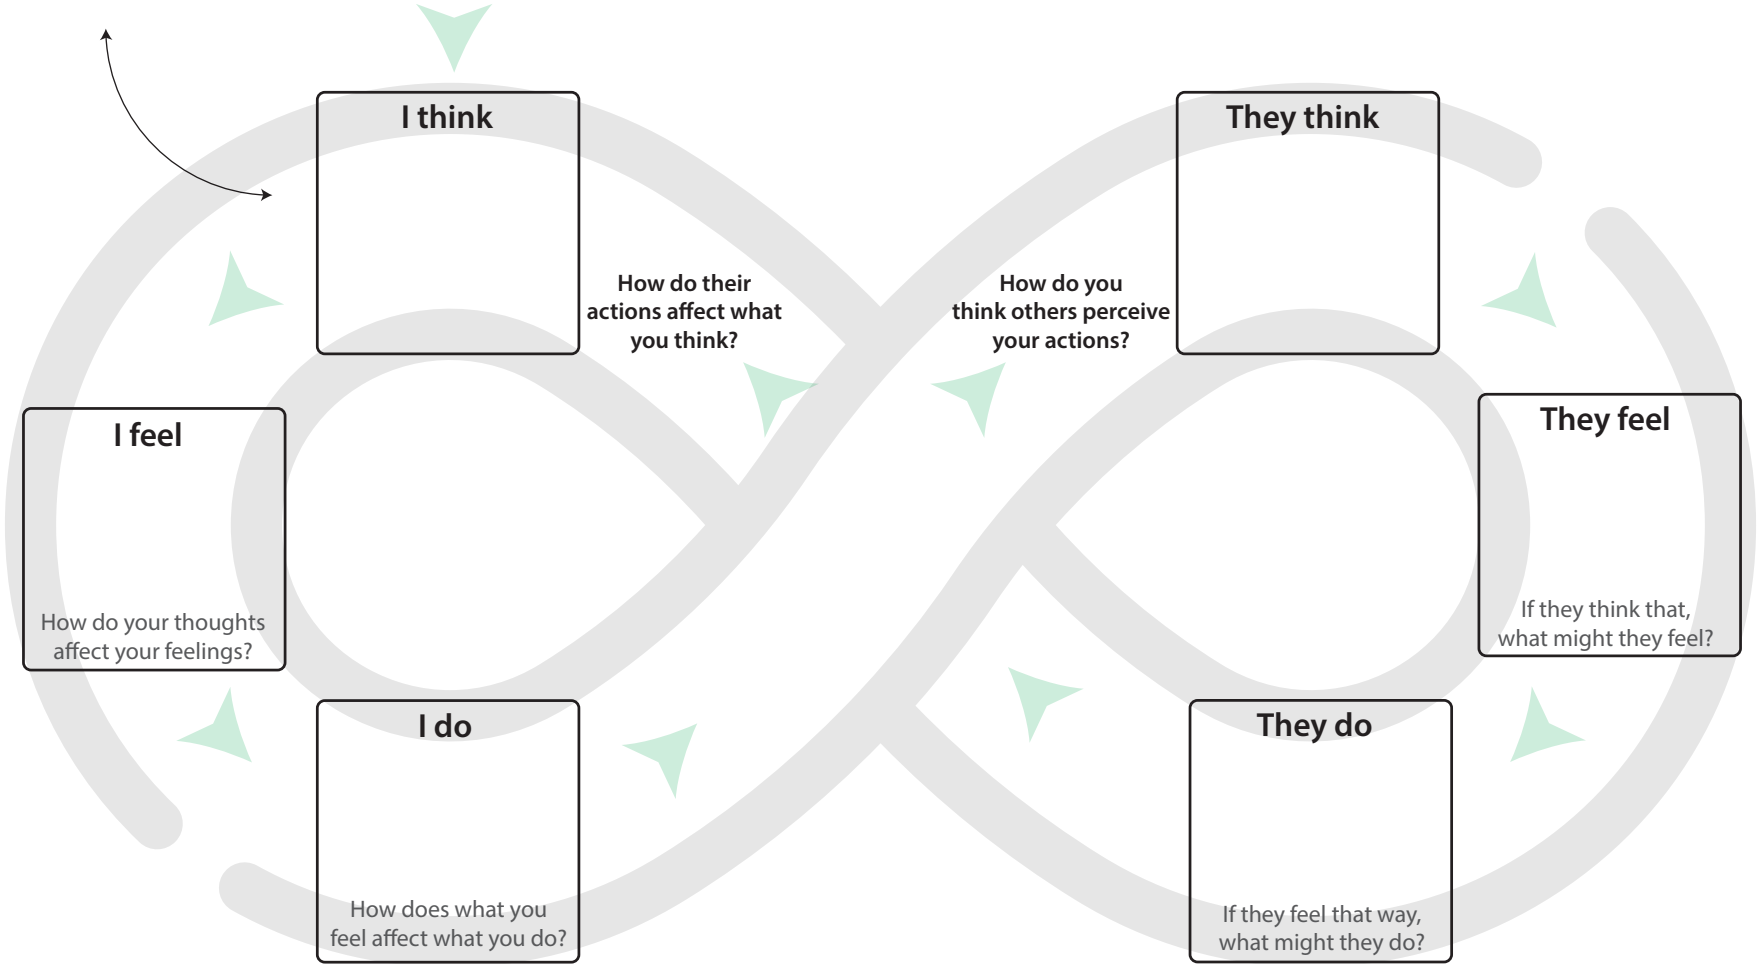 I think
They think
How do their
actions affect what
you think?
How do you
think others perceive
your actions?
I feel
How do your thoughts
affect your feelings?
They feel
If they think that,
what might they feel?
I do
How does what you
feel affect what you do?
They do
If they feel that way,
what might they do?